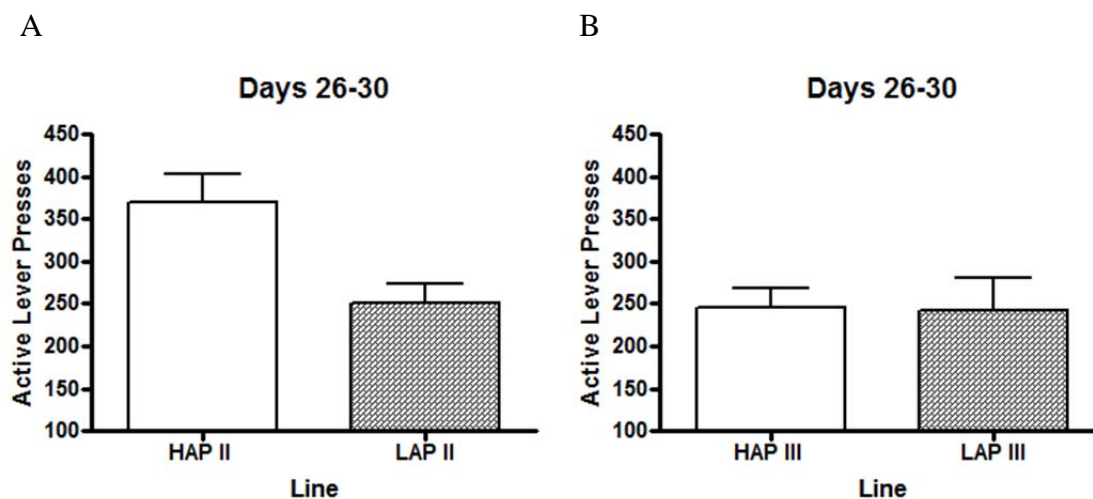 A
Days 26-30
Active Lever Presses
450
400
350
300
250
200
150
100
HAP II LAP II
Line
B
Days 26-30
Active Lever Presses
450
400
350
300
250
200
150
100
HAP III LAP III
Line